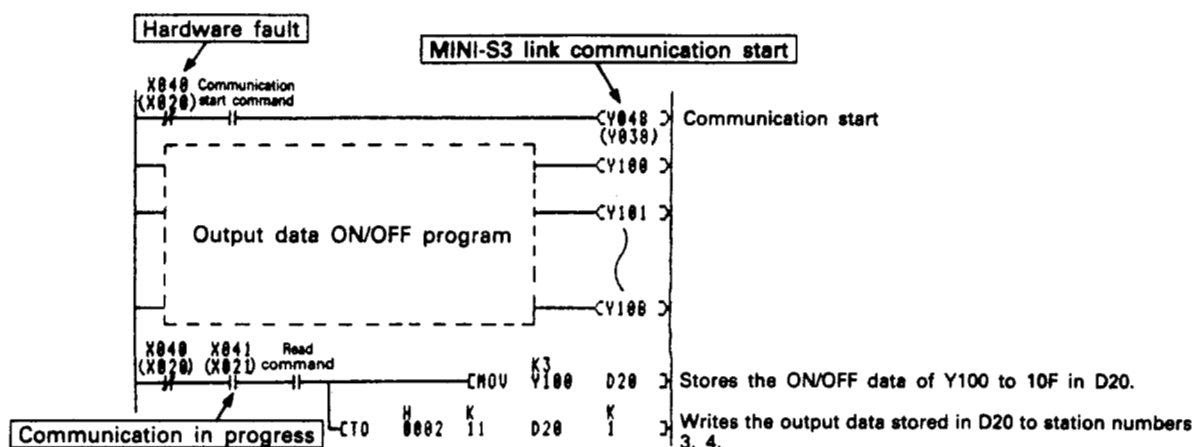 Hardware fault
MINI-S3 link communication start
X040 Communication
(X020) start command
Y048 Communication start
(Y038)
Y100
Y101
Output data ON/OFF program
Y10B
X040 X041 Read
(X020) (X021) command
K3
MOV Y100 D20 Stores the ON/OFF data of Y100 to 10F in D20.
H K K
TO 0002 11 D20 1 Writes the output data stored in D20 to station numbers
3, 4.
Communication in progress